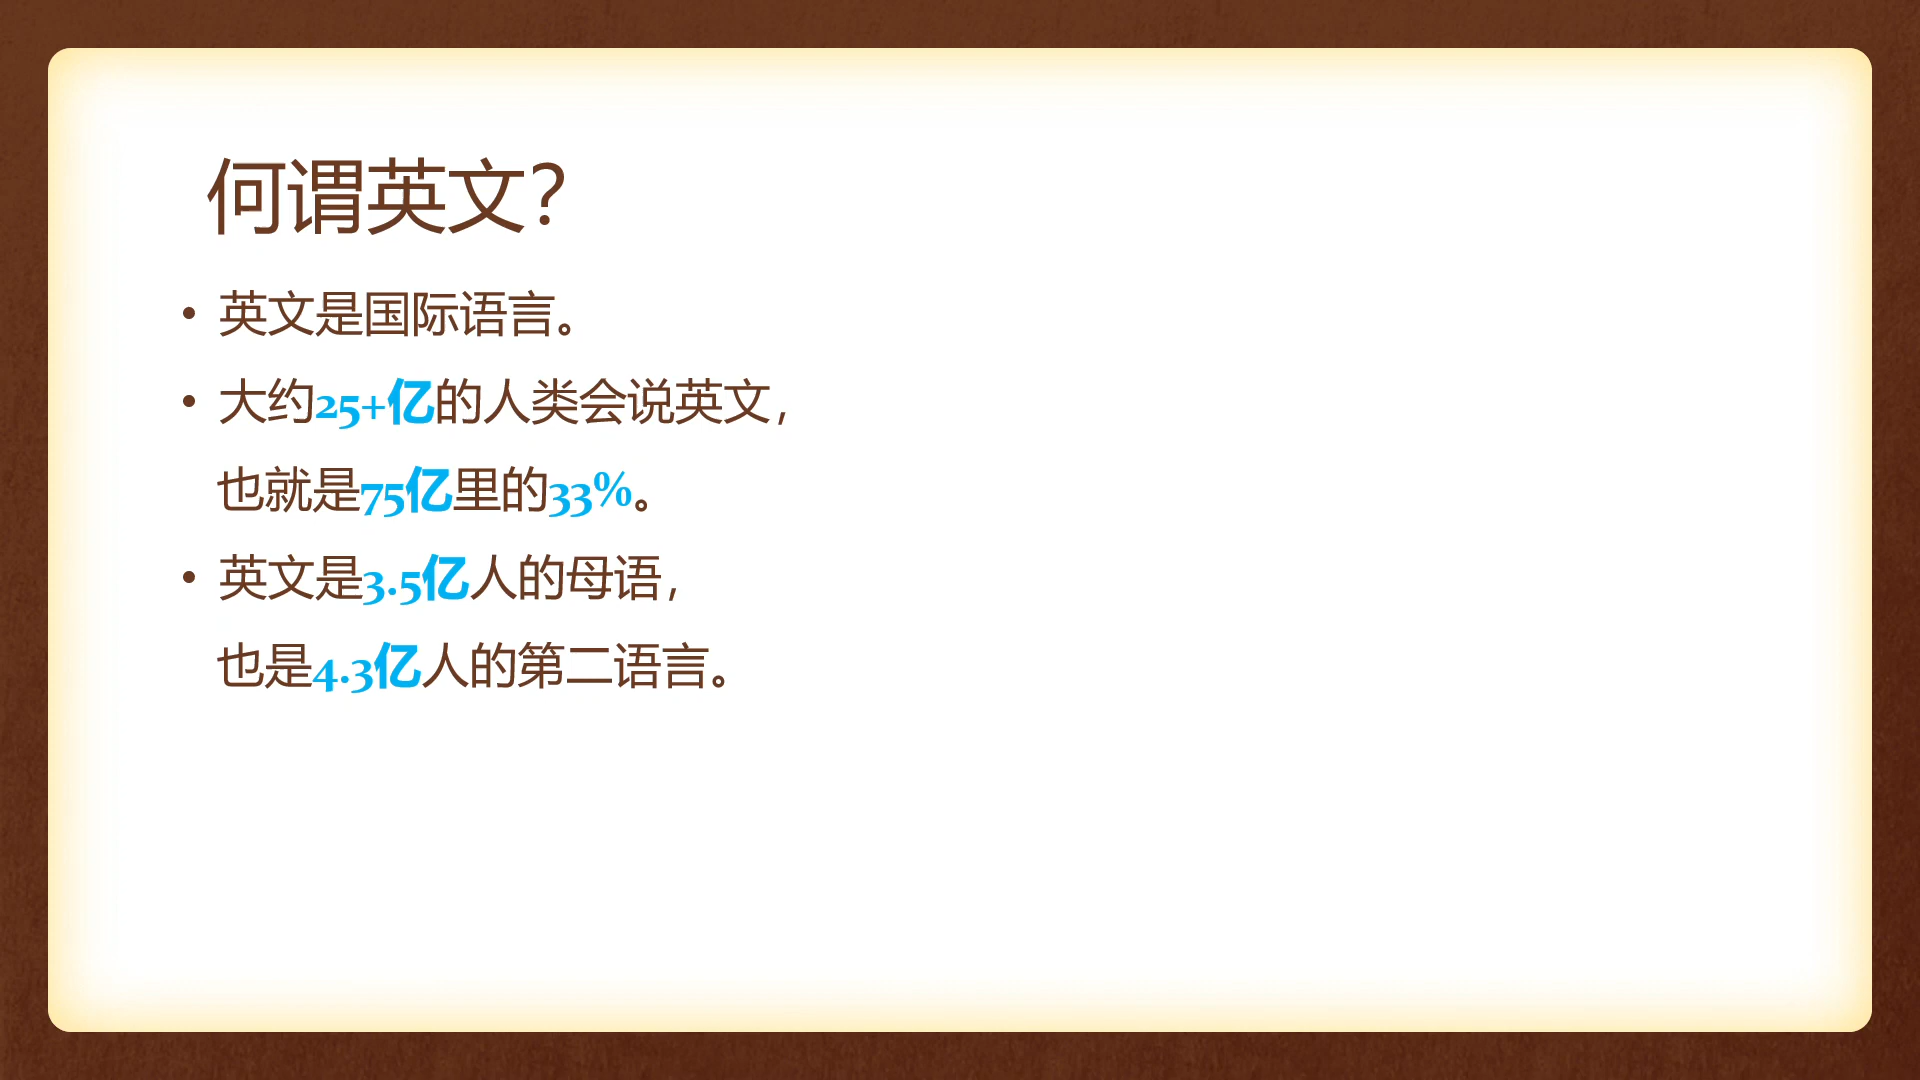 何谓英文?
• 英文是国际语言。
• 大约25+亿的人类会说英文，
也就是75亿里的33%。
• 英文是3.5亿人的母语，
也是4.3亿人的第二语言。